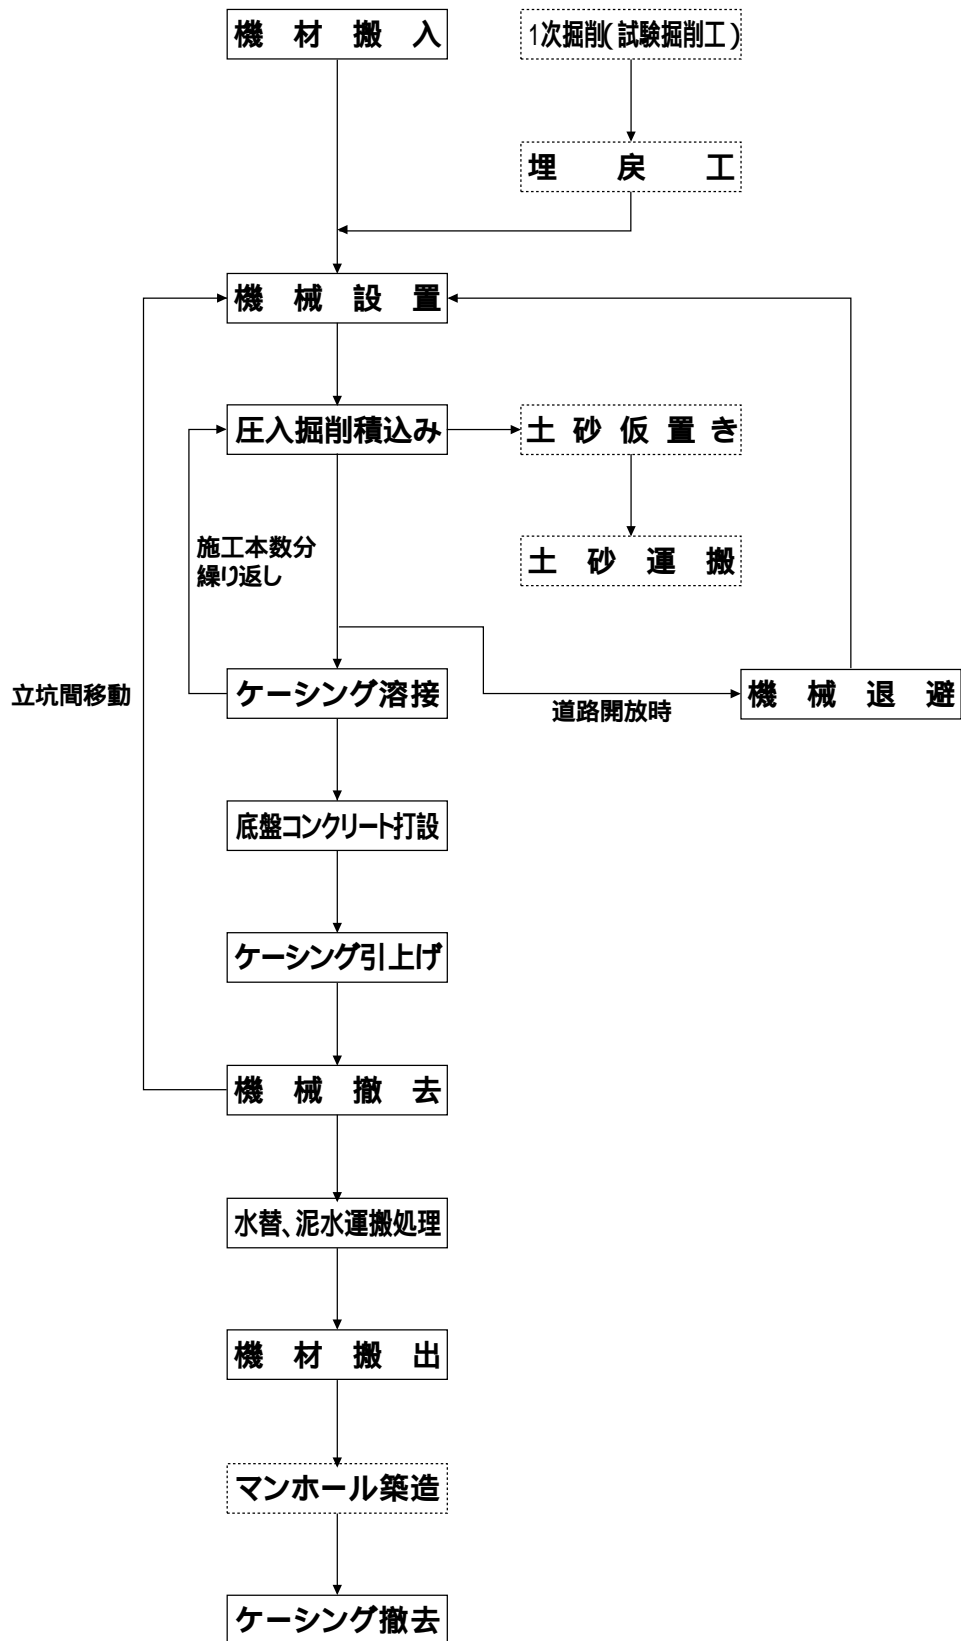 機材搬入
1次掘削(試験掘削工)
埋戻工
機械設置
圧入掘削積込み
土砂仮置き
施工本数分
繰り返し
土砂運搬
立坑間移動
ケーシング溶接
道路開放時
機械退避
底盤コンクリート打設
ケーシング引上げ
機械撤去
水替、泥水運搬処理
機材搬出
マンホール築造
ケーシング撤去